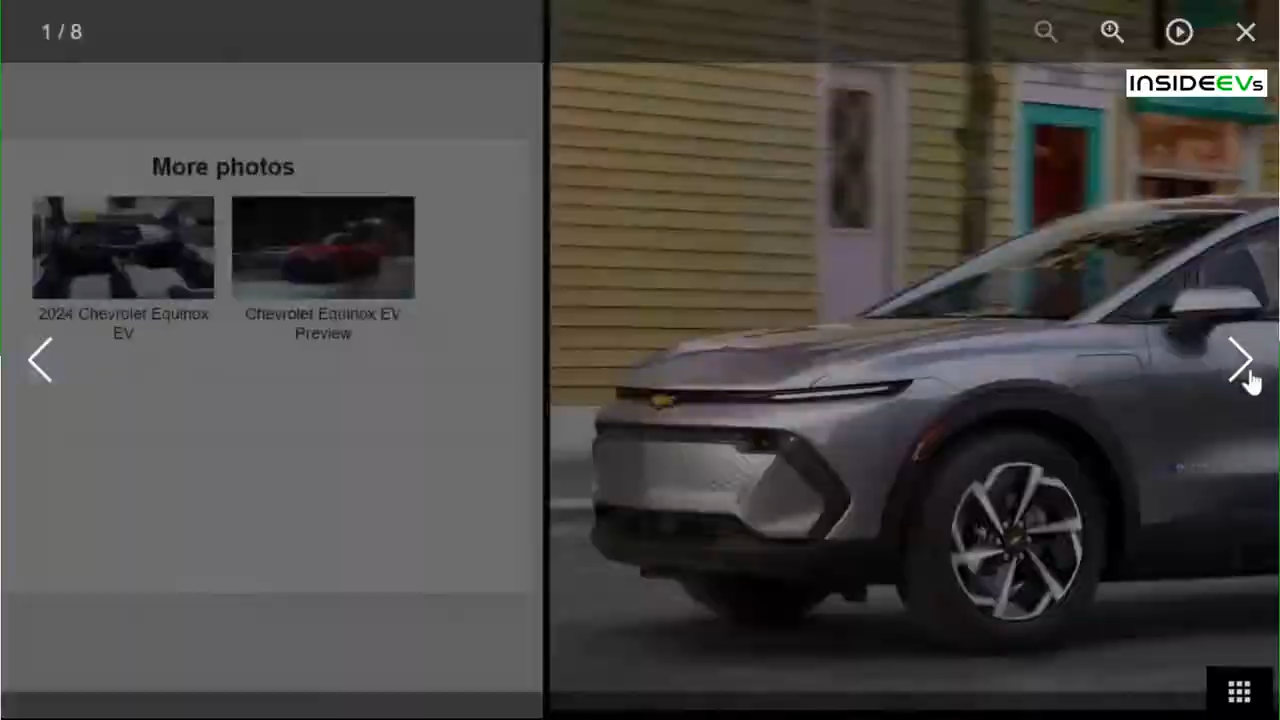 1 / 8
INSIDEEVs
More photos
2024 Chevrolet Equinox
EV
Chevrolet Equinox EV
Preview